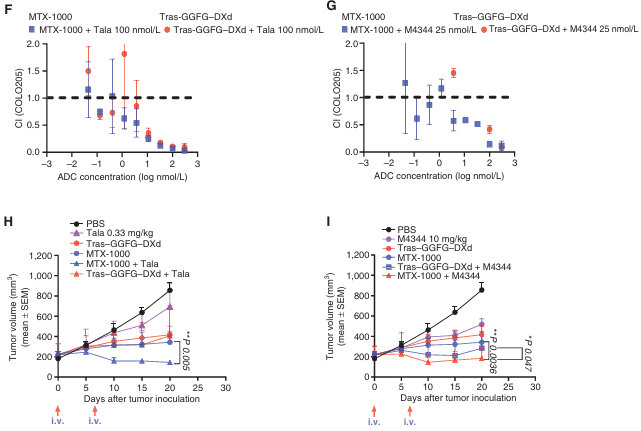 F
MTX-1000 Tras-GGFG-DXd
MTX-1000 + Tala 100 nmol/L Tras-GGFG–DXd + Tala 100 nmol/L
2.0
1.5
1.0
0.5
0.0
CI (COLO205)
−3 −2 −1 0 1 2 3
ADC concentration (log nmol/L)
G
MTX-1000 Tras–GGFG–DXd
MTX-1000 + M4344 25 nmol/L Tras–GGFG–DXd + M4344 25 nmol/L
2.0
1.5
1.0
0.5
0.0
CI (COLO205)
−3 −2 −1 0 1 2 3
ADC concentration (log nmol/L)
H
PBS
Tala 0.33 mg/kg
Tras–GGFG–DXd
MTX-1000
MTX-1000 + Tala
Tras–GGFG–DXd + Tala
1,200
1,000
800
600
400
200
0
Tumor volume (mm³)
(mean ± SEM)
**P 0.005
0 5 10 15 20 25 30
Days after tumor inoculation
i.v. i.v.
I
PBS
M4344 10 mg/kg
Tras–GGFG–DXd
MTX-1000
Tras–GGFG–DXd + M4344
MTX-1000 + M4344
1,200
1,000
800
600
400
200
0
Tumor volume (mm³)
(mean ± SEM)
**P 0.0036
*P 0.047
0 5 10 15 20 25 30
Days after tumor inoculation
i.v. i.v.